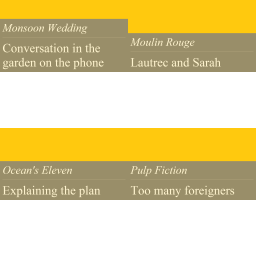 Monsoon Wedding
Conversation in the
garden on the phone
Moulin Rouge
Lautrec and Sarah
Ocean's Eleven
Explaining the plan
Pulp Fiction
Too many foreigners